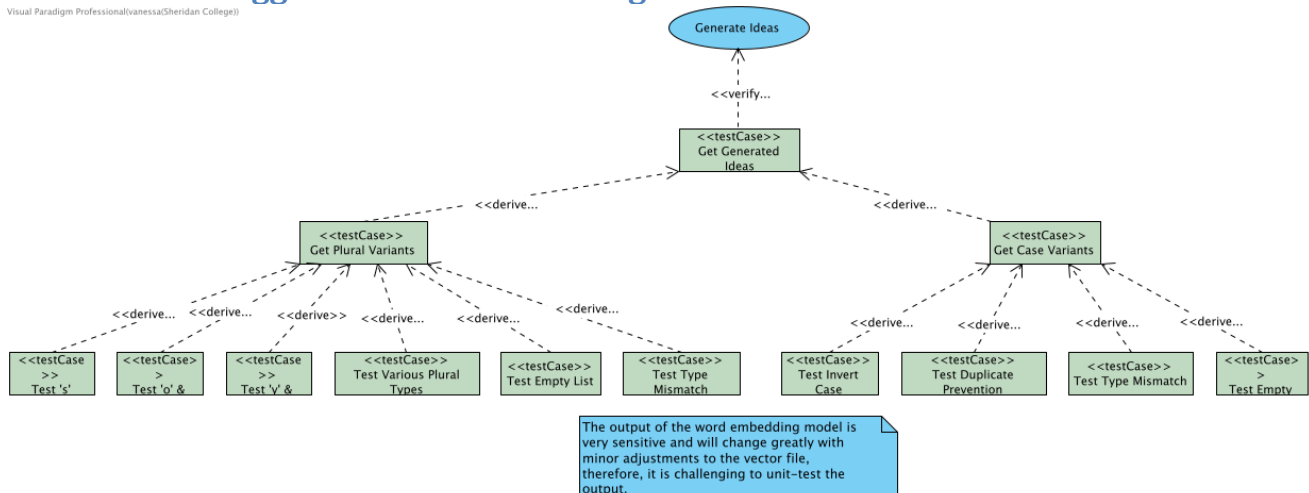 Visual Paradigm Professional(vanessa(Sheridan College))
Generate Ideas
<<verify...
<<testCase>>
Get Generated
Ideas
<<derive...
<<derive...
<<testCase>>
Get Plural Variants
<<testCase>>
Get Case Variants
<<derive...
<<derive...
<<derive>>
<<derive...
<<derive...
<<derive...
<<derive...
<<derive...
<<derive...
<<derive...
<<testCase
>>
Test 's'
<<testCase>
>
Test 'o' &
<<testCase
>>
Test 'y' &
<<testCase>>
Test Various Plural
Types
<<testCase>>
Test Empty List
<<testCase>>
Test Type
Mismatch
<<testCase>>
Test Invert
Case
<<testCase>>
Test Duplicate
Prevention
<<testCase>>
Test Type Mismatch
<<testCase>
>
Test Empty
The output of the word embedding model is
very sensitive and will change greatly with
minor adjustments to the vector file,
therefore, it is challenging to unit-test the
output.